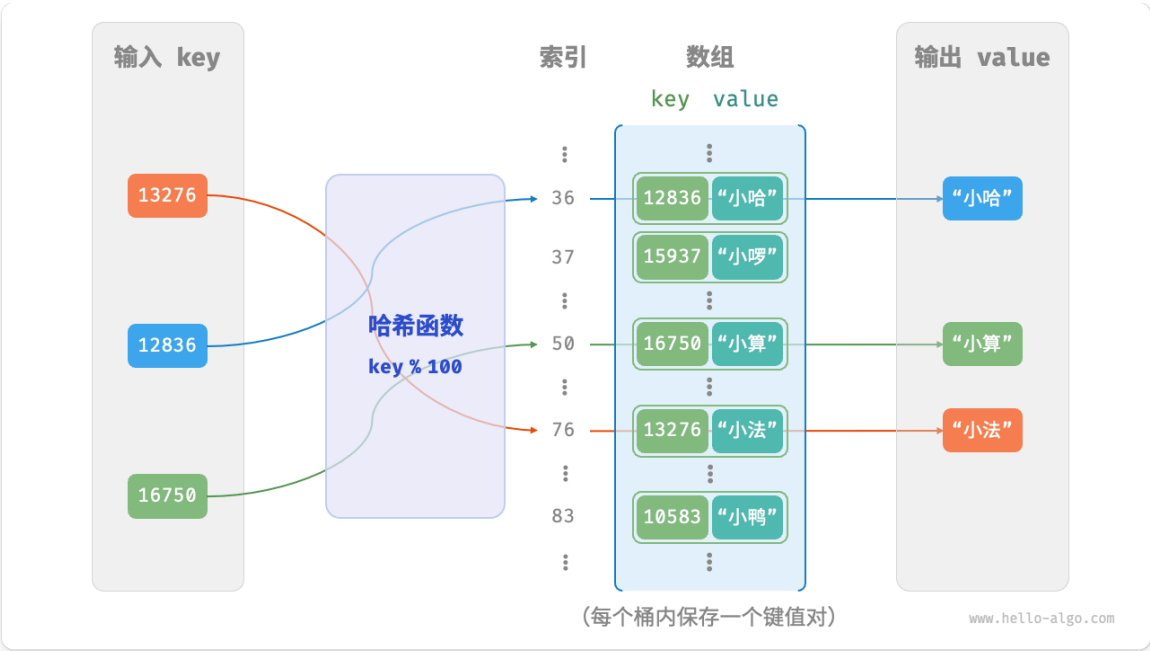 输入 key
索引
数组
输出 value
key value
13276
36
12836 “小哈”
“小哈”
37
15937 “小啰”
哈希函数
key % 100
12836
50
16750 “小算”
“小算”
76
13276 “小法”
“小法”
16750
83
10583 “小鸭”
(每个桶内保存一个键值对)
www.hello-algo.com